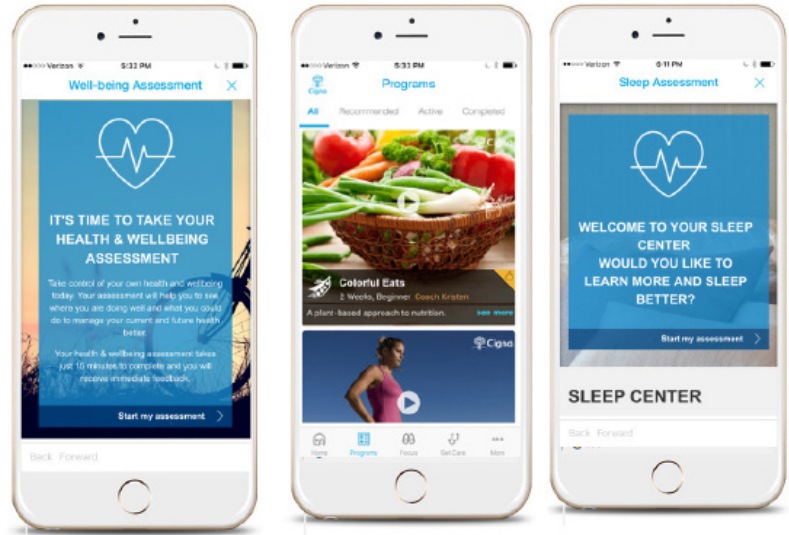 Verizon 5:33 PM
Well-being Assessment ×
IT'S TIME TO TAKE YOUR
HEALTH & WELLBEING
ASSESSMENT
Take control of your own health and wellbeing
today. Your assessment will help you to see
where you are doing well and what you could
do to manage your current and future health
better.
Your health & wellbeing assessment takes
just 15 minutes to complete and you will
receive immediate feedback.
Start my assessment
Back Forward
Verizon 5:33 PM
Cigna
Programs
All Recommended Active Completed
Colorful Eats
2 Weeks, Beginner Coach Kristen
A plant-based approach to nutrition. see more
Cigna
Home Programs Focus Get Care More
Verizon 6:11 PM
Sleep Assessment ×
WELCOME TO YOUR SLEEP
CENTER
WOULD YOU LIKE TO
LEARN MORE AND SLEEP
BETTER?
Start my assessment
SLEEP CENTER
Back Forward